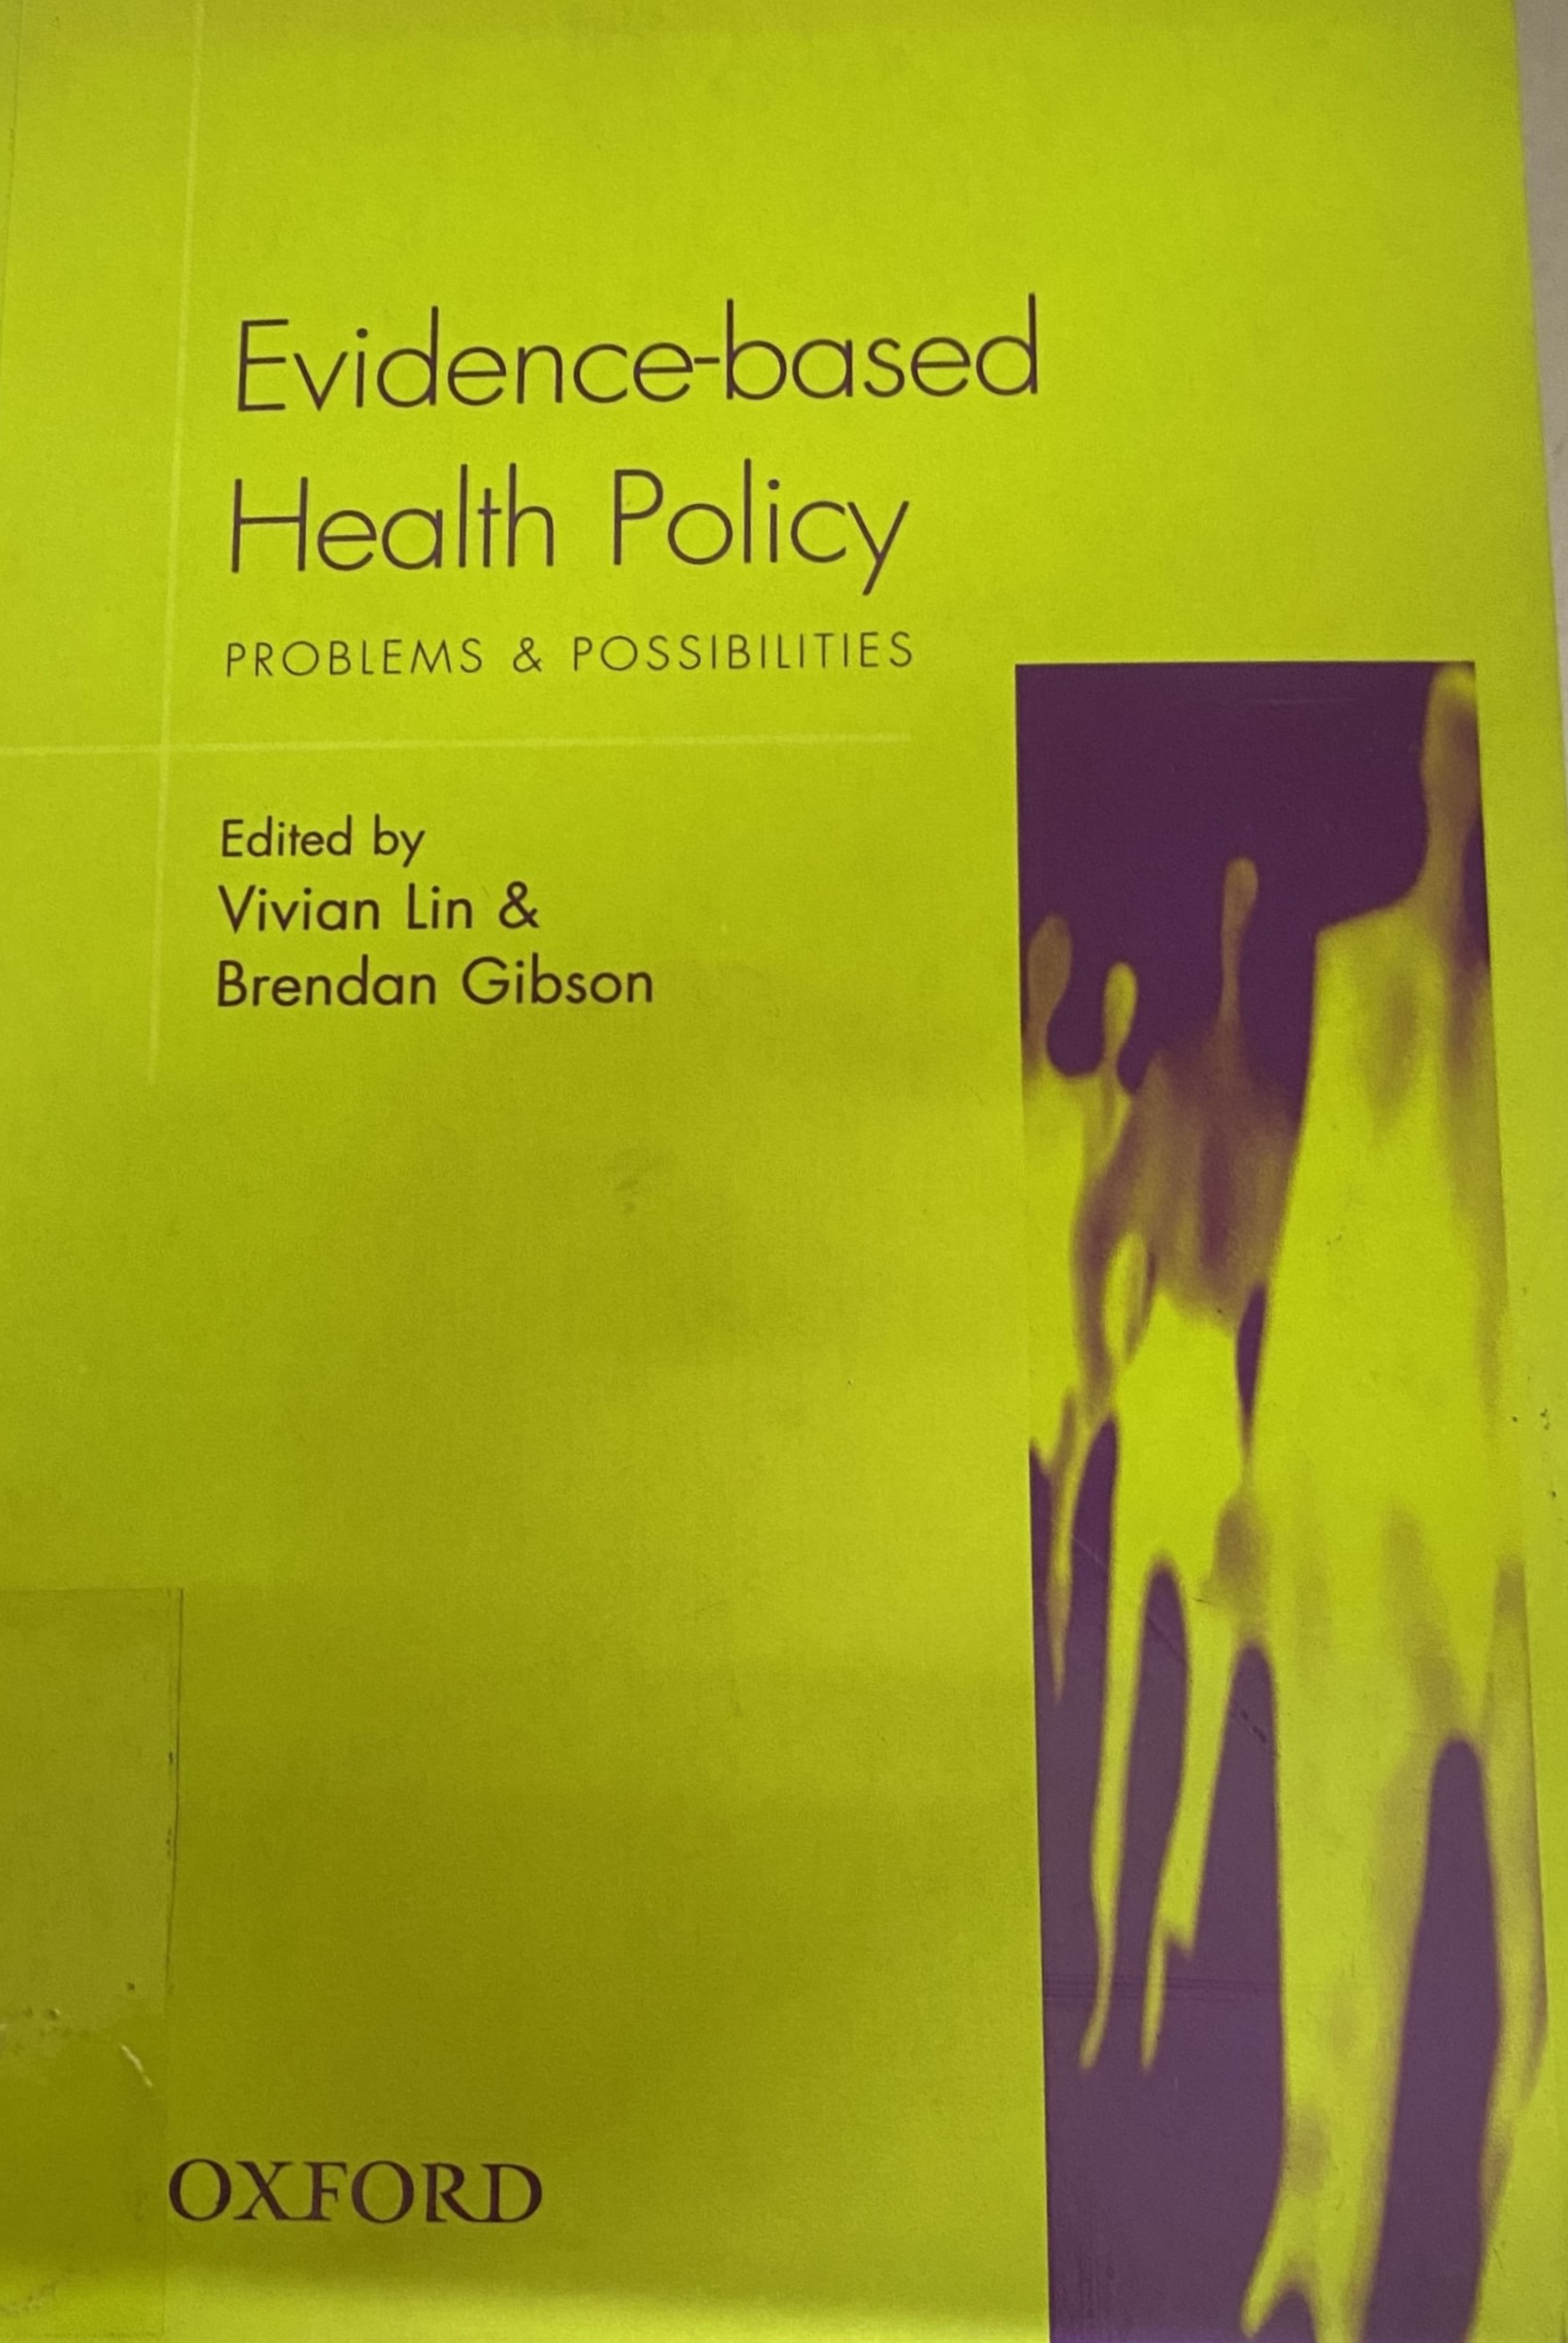 Evidence-based
Health Policy
PROBLEMS & POSSIBILITIES
Edited by
Vivian Lin &
Brendan Gibson
OXFORD